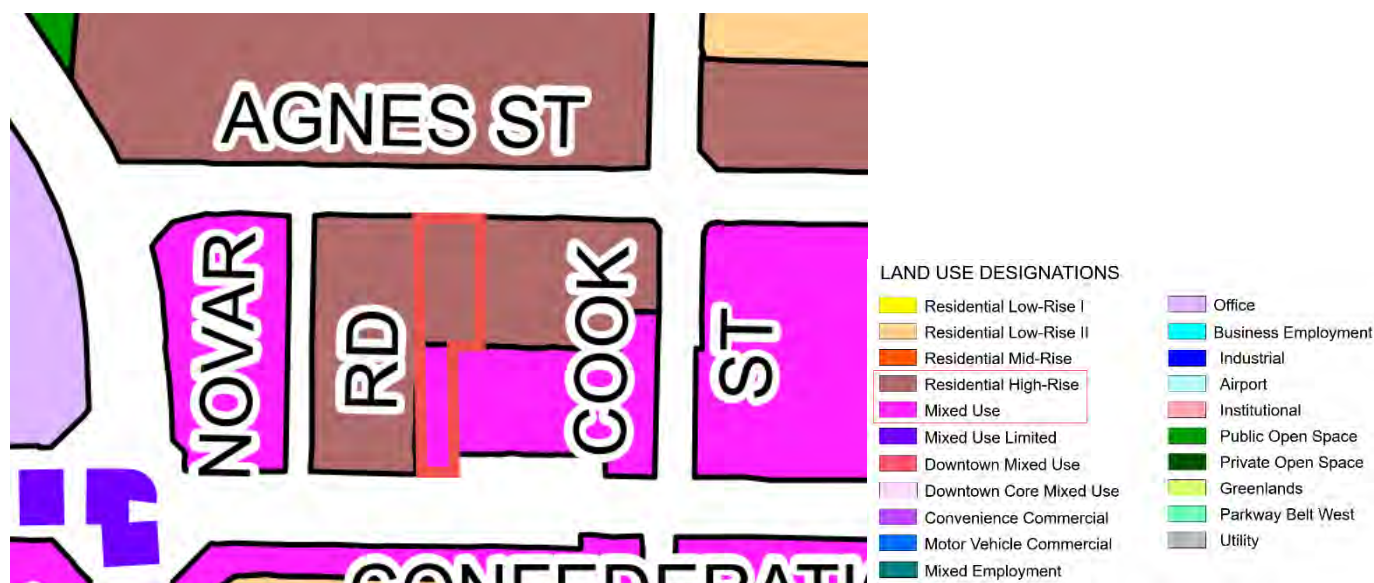 AGNES ST
NOVAR
RD
COOK
ST
LAND USE DESIGNATIONS
Residential Low-Rise I
Residential Low-Rise II
Residential Mid-Rise
Residential High-Rise
Mixed Use
Mixed Use Limited
Downtown Mixed Use
Downtown Core Mixed Use
Convenience Commercial
Motor Vehicle Commercial
Mixed Employment
Office
Business Employment
Industrial
Airport
Institutional
Public Open Space
Private Open Space
Greenlands
Parkway Belt West
Utility